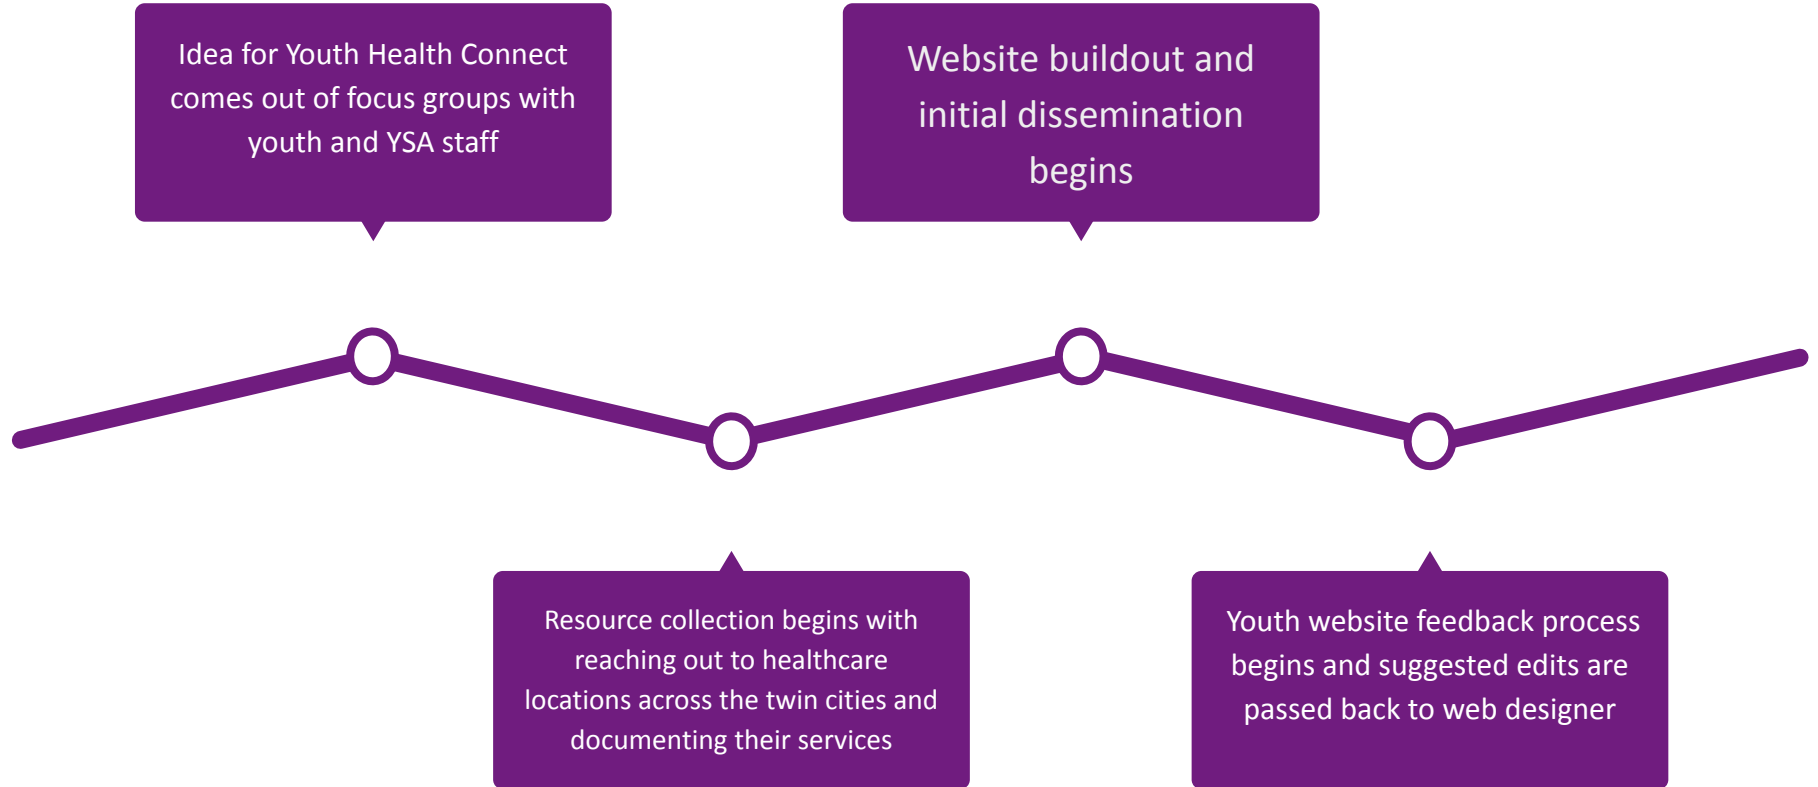 Idea for Youth Health Connect
comes out of focus groups with
youth and YSA staff
Website buildout and
initial dissemination
begins
Resource collection begins with
reaching out to healthcare
locations across the twin cities and
documenting their services
Youth website feedback process
begins and suggested edits are
passed back to web designer